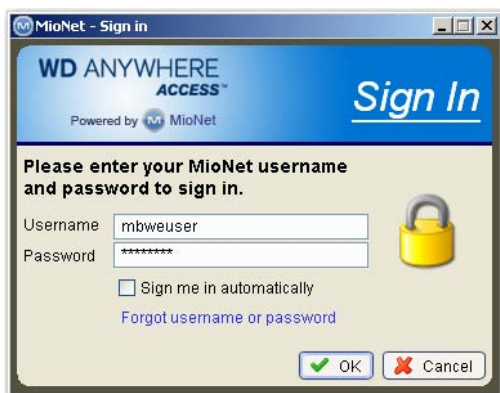 MioNet - Sign in
WD ANYWHERE
ACCESS™
Powered by M MioNet
Sign In
Please enter your MioNet username
and password to sign in.
Username mbweuser
Password ********
Sign me in automatically
Forgot username or password
OK Cancel